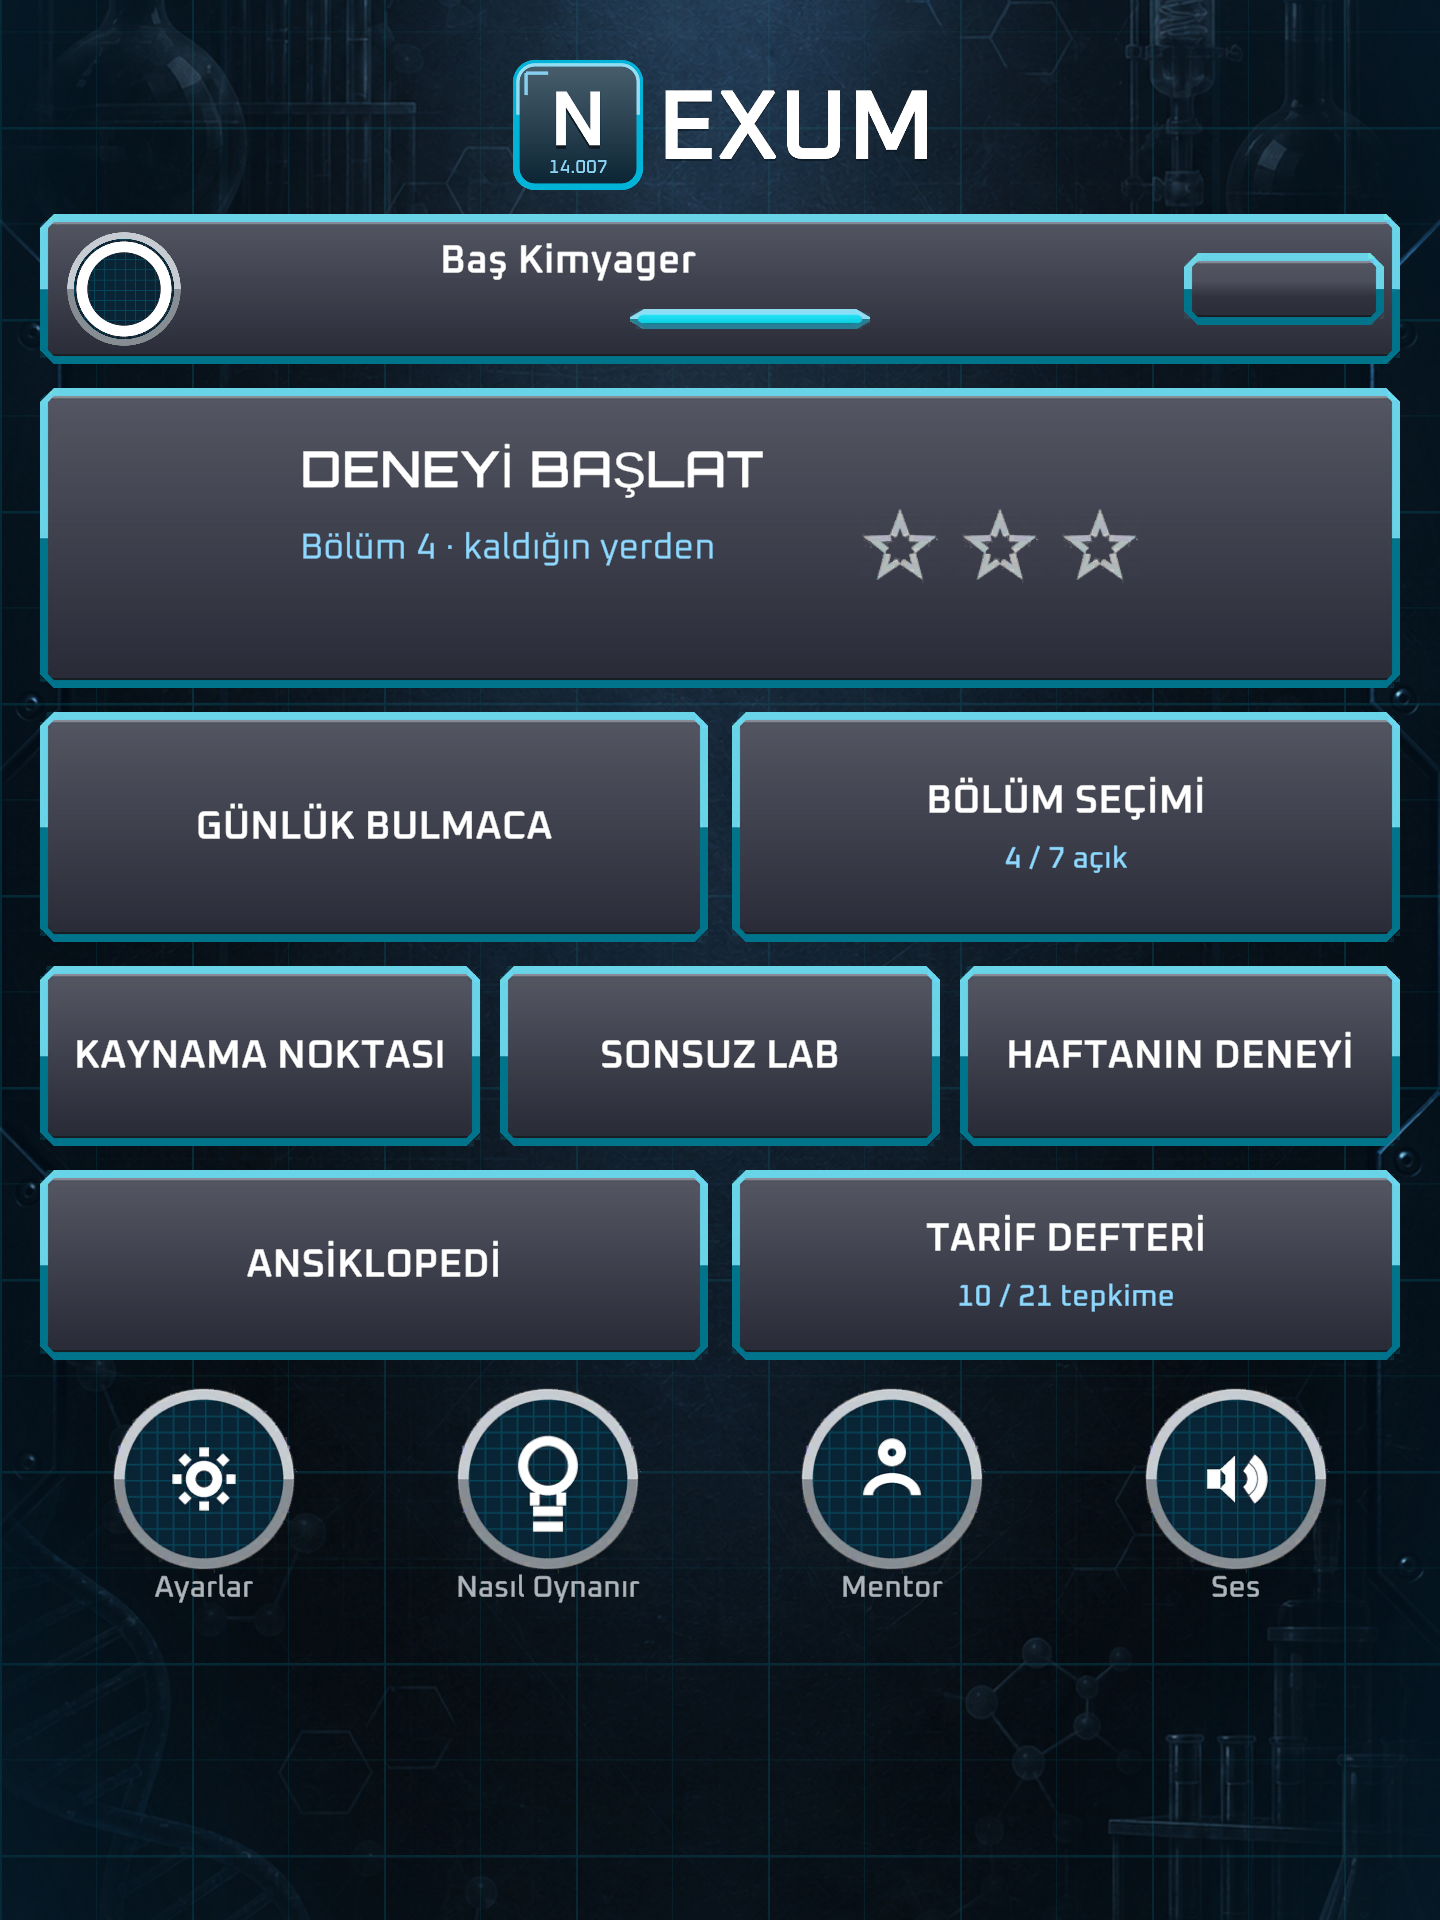 N EXUM
14.007
Baş Kimyager
DENEYİ BAŞLAT
Bölüm 4 · kaldığın yerden
GÜNLÜK BULMACA
BÖLÜM SEÇİMİ
4 / 7 açık
KAYNAMA NOKTASI
SONSUZ LAB
HAFTANIN DENEYİ
ANSİKLOPEDİ
TARİF DEFTERİ
10 / 21 tepkime
Ayarlar
Nasıl Oynanır
Mentor
Ses